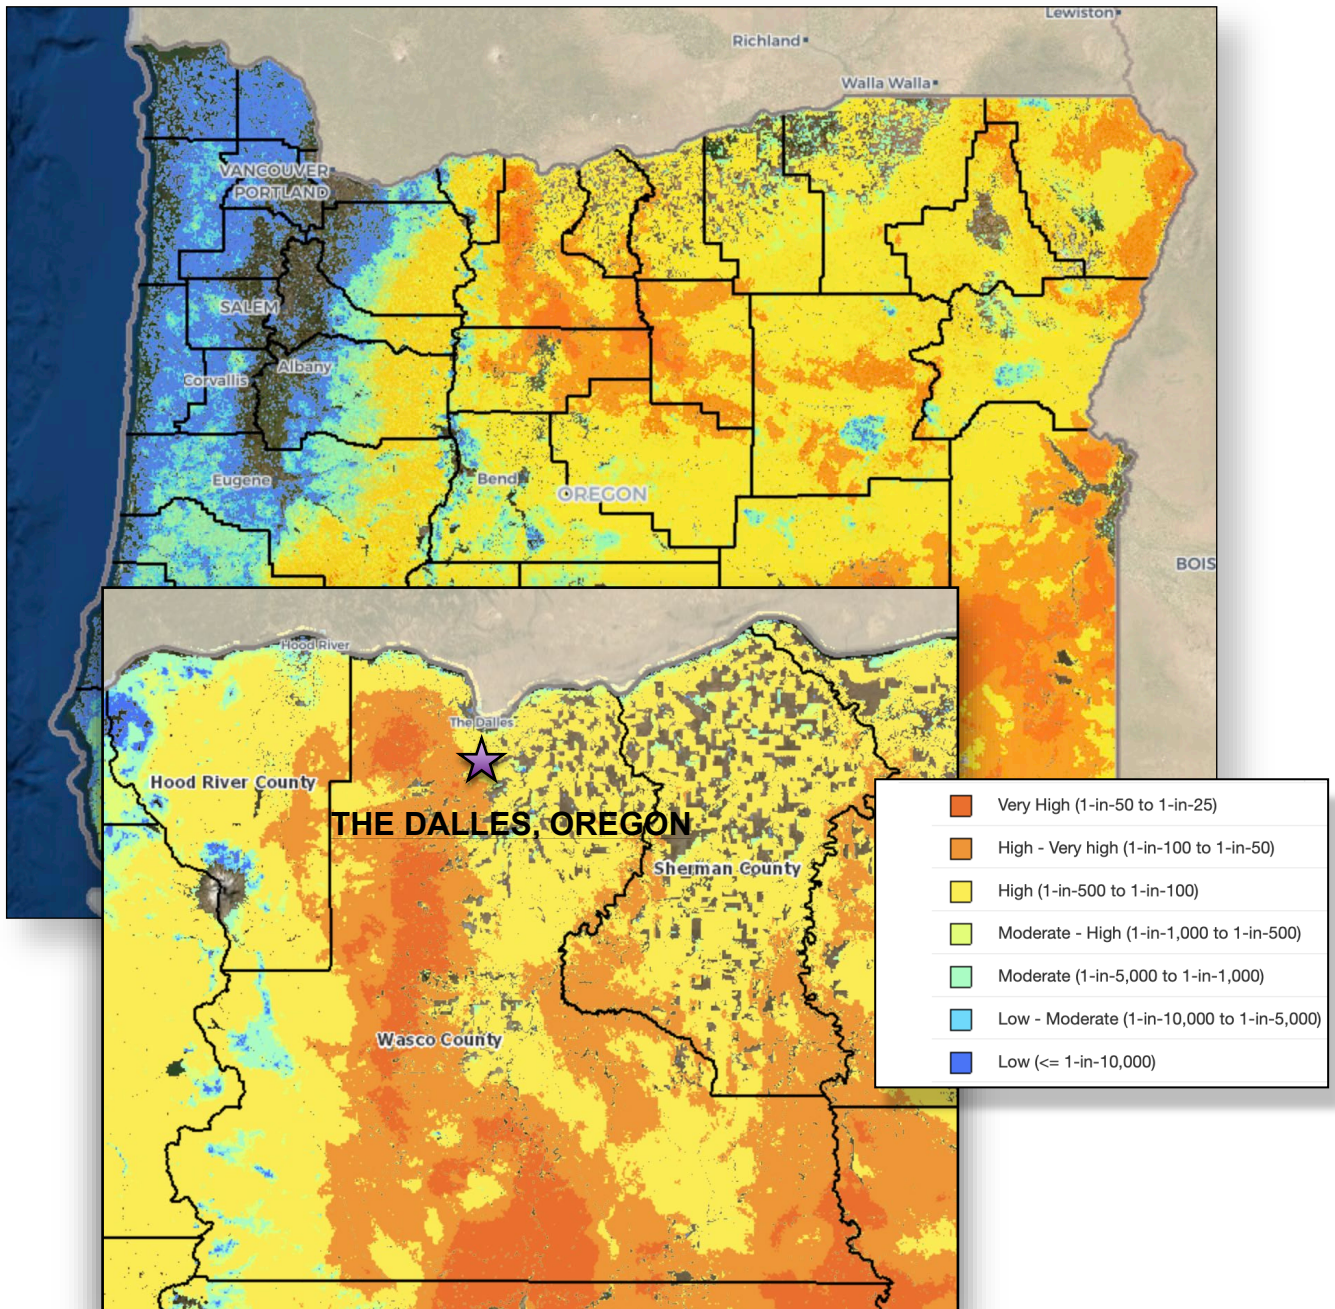 Lewiston
Richland
Walla Walla
VANCOUVER
PORTLAND
SALEM
Albany
Corvallis
Eugene
Bend
OREGON
BOIS
Hood River
The Dalles
Hood River County
THE DALLES, OREGON
Sherman County
Wasco County
Very High (1-in-50 to 1-in-25)
High - Very high (1-in-100 to 1-in-50)
High (1-in-500 to 1-in-100)
Moderate - High (1-in-1,000 to 1-in-500)
Moderate (1-in-5,000 to 1-in-1,000)
Low - Moderate (1-in-10,000 to 1-in-5,000)
Low (<= 1-in-10,000)